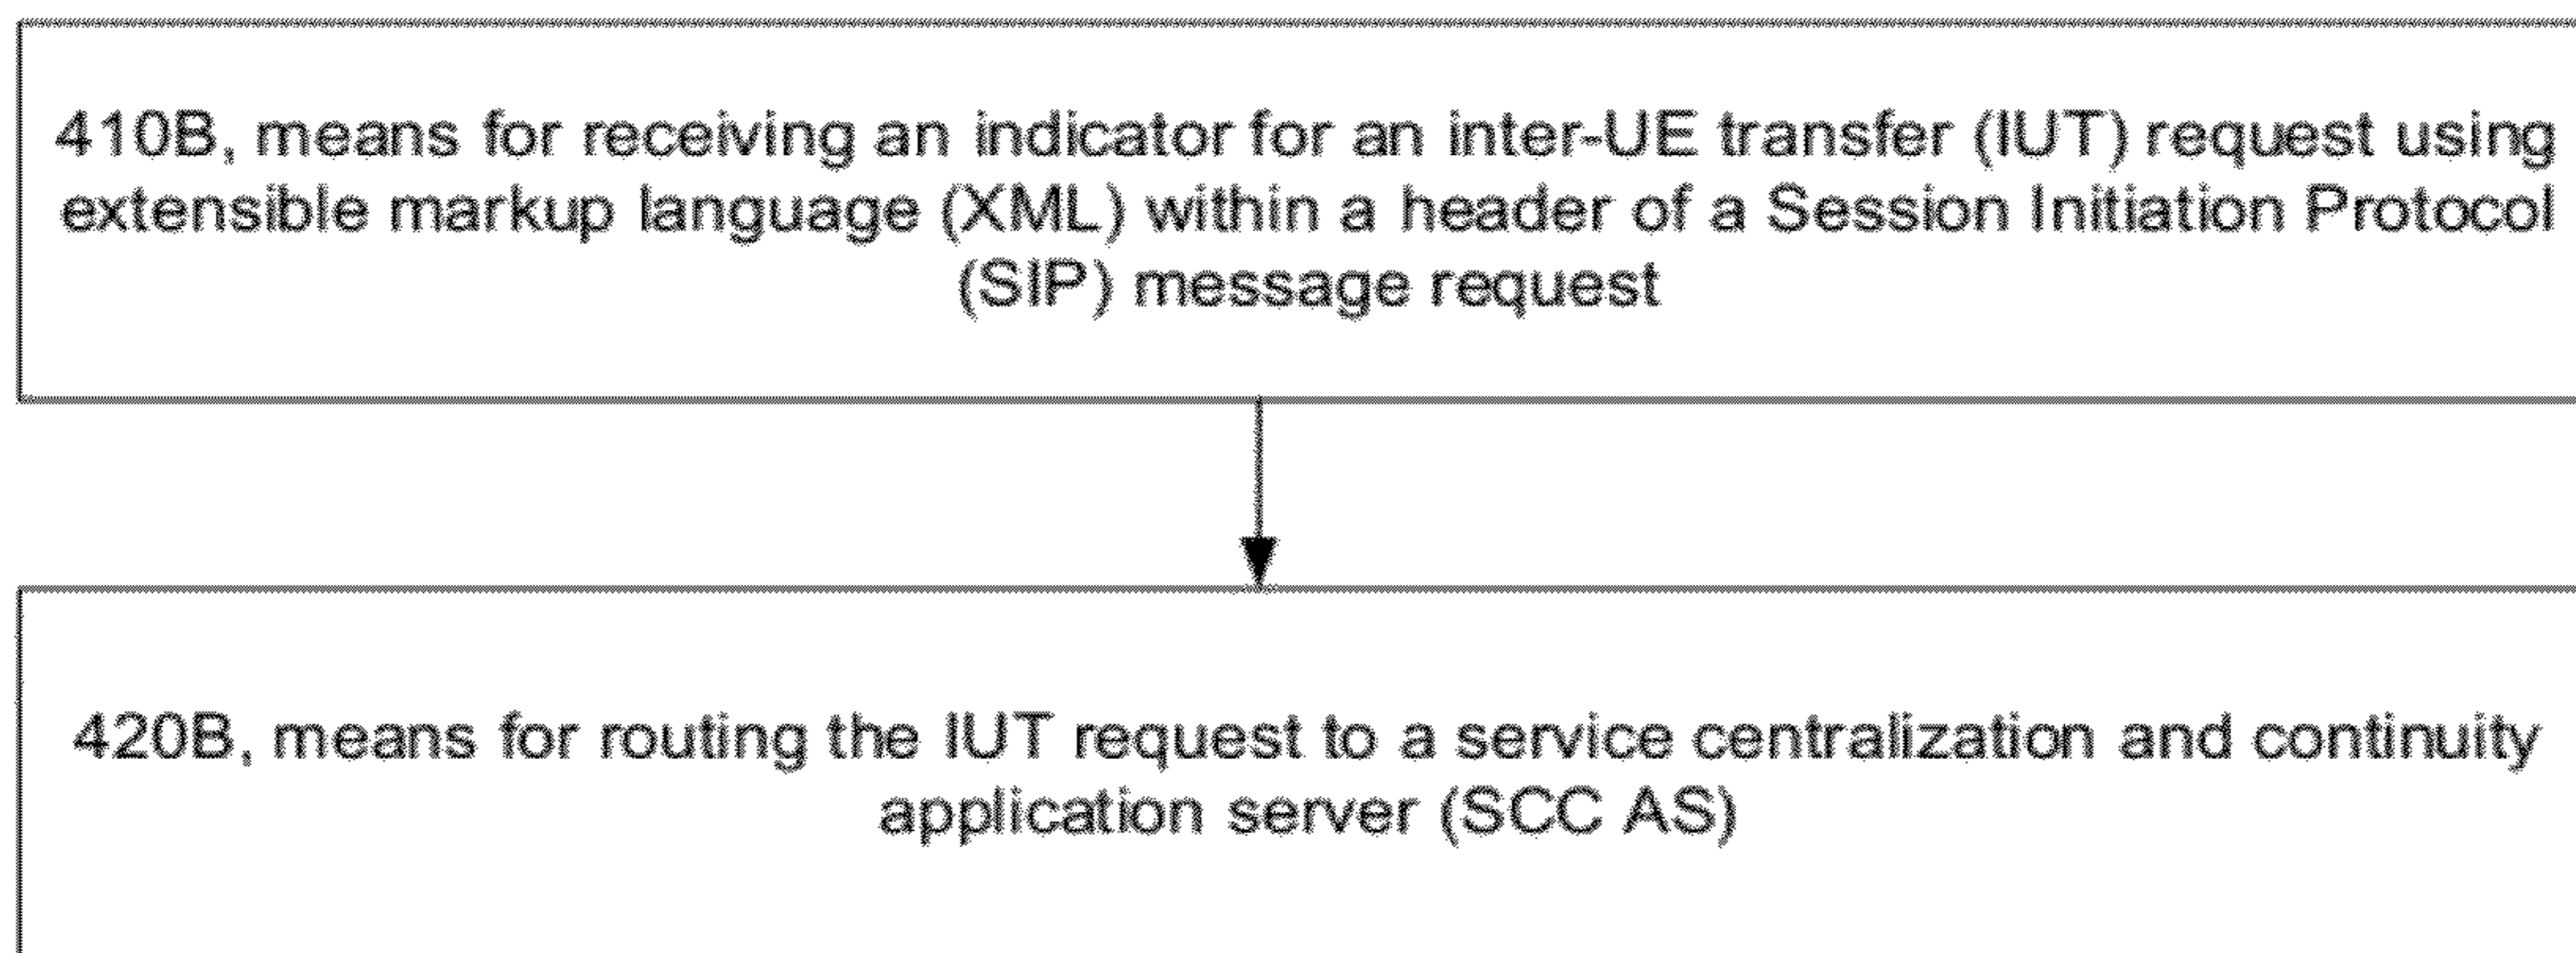 410B, means for receiving an indicator for an inter-UE transfer (IUT) request using
extensible markup language (XML) within a header of a Session Initiation Protocol
(SIP) message request
420B, means for routing the IUT request to a service centralization and continuity
application server (SCC AS)